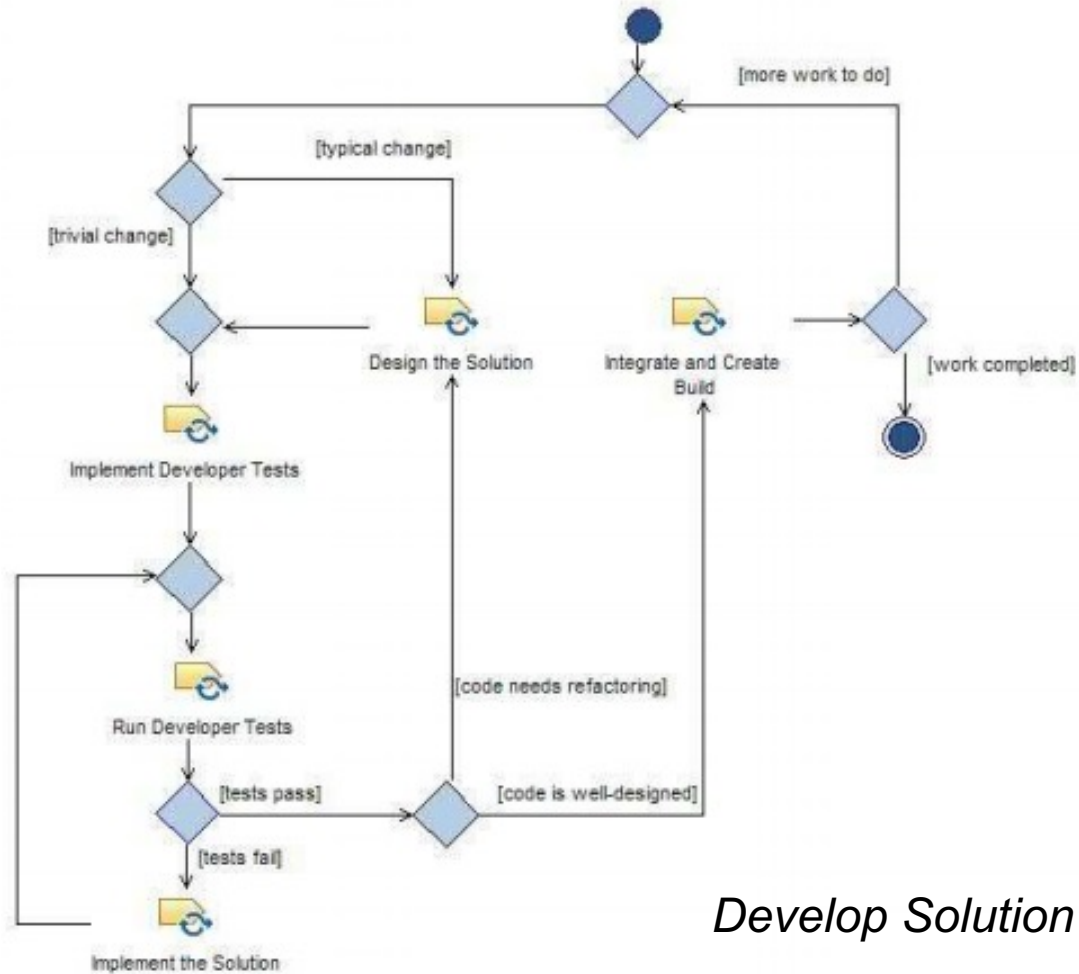 [more work to do]
[typical change]
[trivial change]
Design the Solution
Integrate and Create
Build
[work completed]
Implement Developer Tests
[code needs refactoring]
Run Developer Tests
[tests pass]
[code is well-designed]
[tests fail]
Develop Solution
Implement the Solution